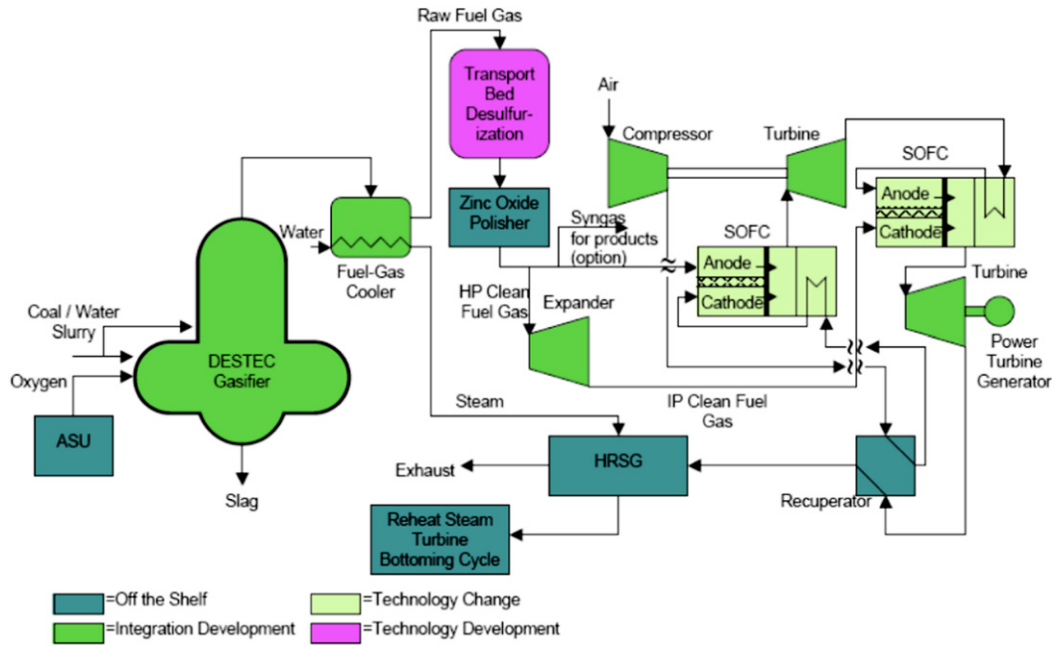 Raw Fuel Gas
Transport
Bed
Desulfur-
ization
Air
Compressor
Turbine
SOFC
Anode
Cathode
Zinc Oxide
Polisher
Syngas
for products
(option)
SOFC
Anode
Cathode
Water
Fuel-Gas
Cooler
HP Clean
Fuel Gas
Expander
Turbine
Power
Turbine
Generator
Coal / Water
Slurry
DESTEC
Gasifier
Oxygen
ASU
Steam
IP Clean Fuel
Gas
HRSG
Exhaust
Recuperator
Slag
Reheat Steam
Turbine
Bottoming Cycle
=Off the Shelf
=Technology Change
=Integration Development
=Technology Development